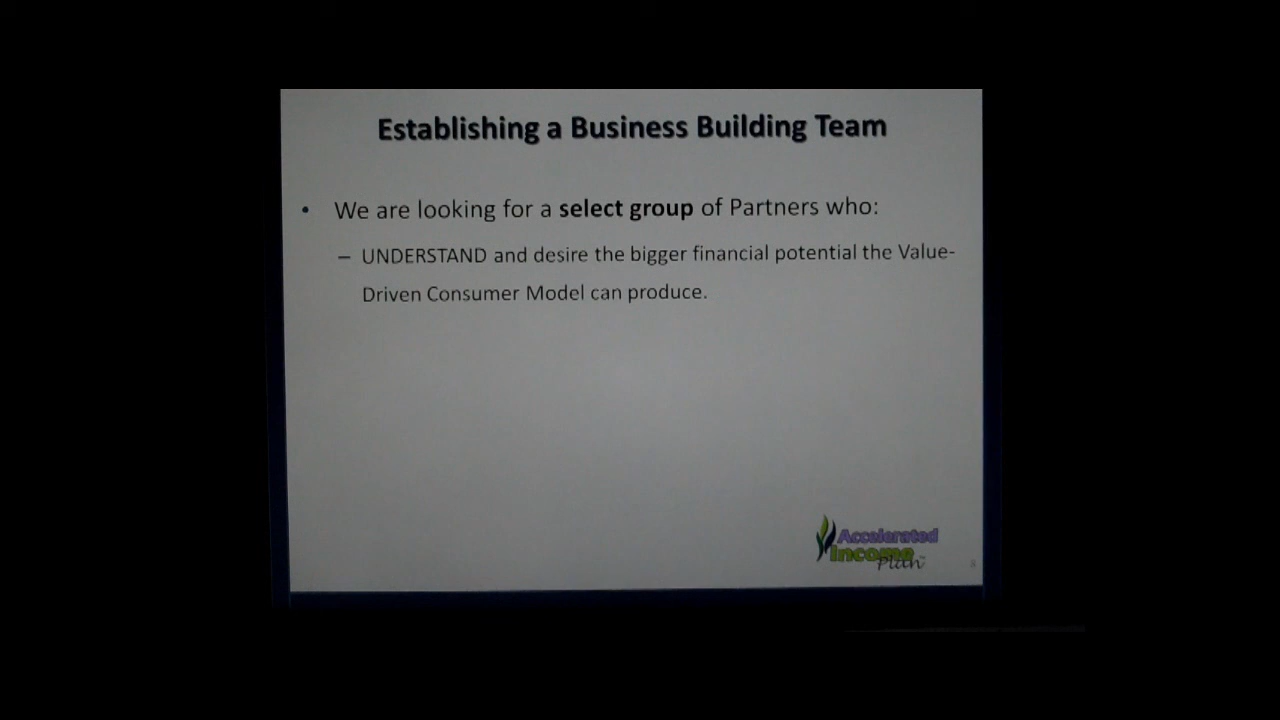 Establishing a Business Building Team
• We are looking for a select group of Partners who:
– UNDERSTAND and desire the bigger financial potential the Value-
Driven Consumer Model can produce.
Accelerated
Income
Plan